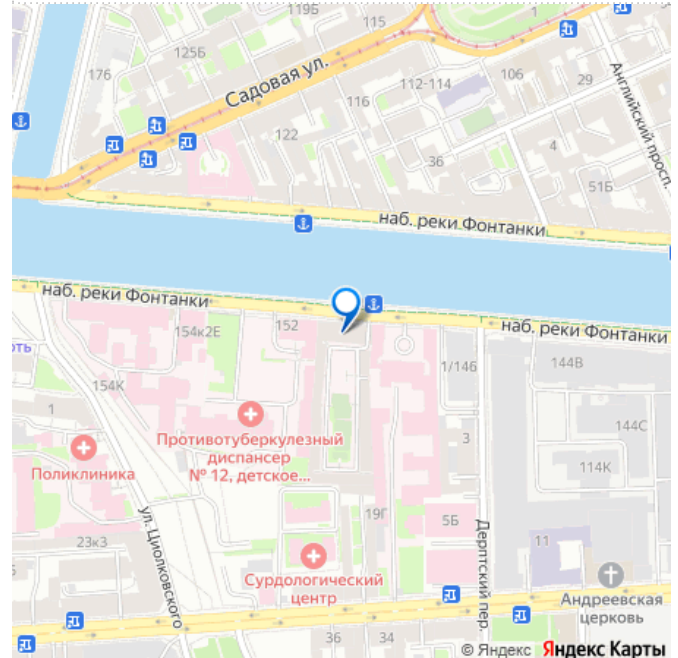 119Б
115
1
125Б
176
Садовая ул.
112-114
106
29
116
122
36
4
Английский просп.
51Б
наб. реки Фонтанки
наб. реки Фонтанки
наб. реки Фонтанки
154к2Е
152
154К
1/14б
144В
1
3
144С
114К
Противотуберкулезный
диспансер
№ 12, детское...
Поликлиника
ул. Циолковского
19Г
5Б
Дерптский пер.
11
23к3
Сурдологический
центр
Андреевская
церковь
36
34
© Яндекс Яндекс Карты